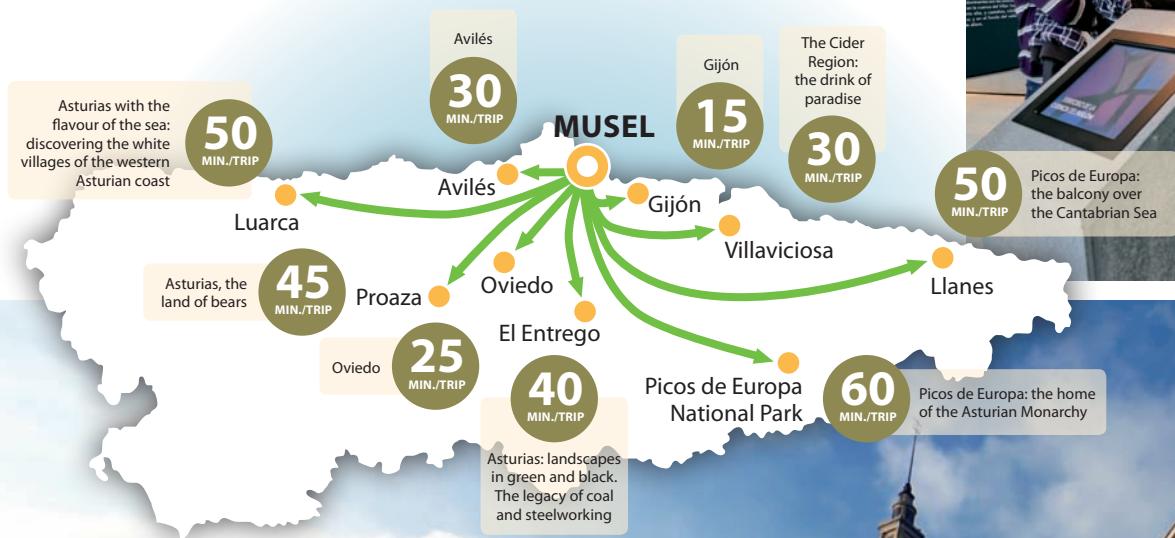 Avilés
30
MIN./TRIP
Gijón
15
MIN./TRIP
The Cider
Region:
the drink of
paradise
30
MIN./TRIP
Asturias with the
flavour of the sea:
discovering the white
villages of the western
Asturian coast
50
MIN./TRIP
MUSEL
50
MIN./TRIP
Picos de Europa:
the balcony over
the Cantabrian Sea
Avilés
Gijón
Luarca
Villaviciosa
Llanes
Asturias, the
land of bears
45
MIN./TRIP
Proaza
Oviedo
El Entrego
Oviedo
25
MIN./TRIP
40
MIN./TRIP
Asturias: landscapes
in green and black.
The legacy of coal
and steelworking
Picos de Europa
National Park
60
MIN./TRIP
Picos de Europa: the home
of the Asturian Monarchy